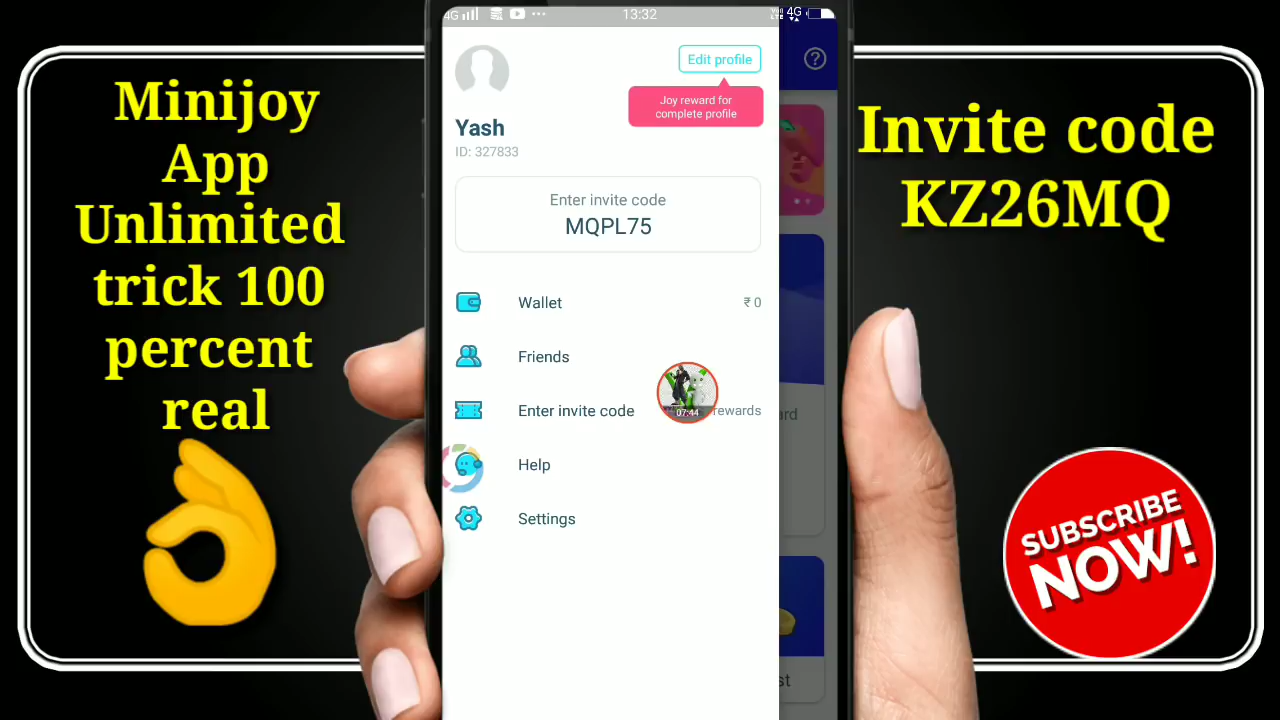 Minijoy
App
Unlimited
trick 100
percent
real
4G
13:32
4G
Edit profile
Joy reward for
complete profile
Yash
ID: 327833
Enter invite code
MQPL75
Wallet
₹ 0
Friends
Enter invite code
rewards
07:44
Help
Settings
Invite code
KZ26MQ
SUBSCRIBE
NOW!